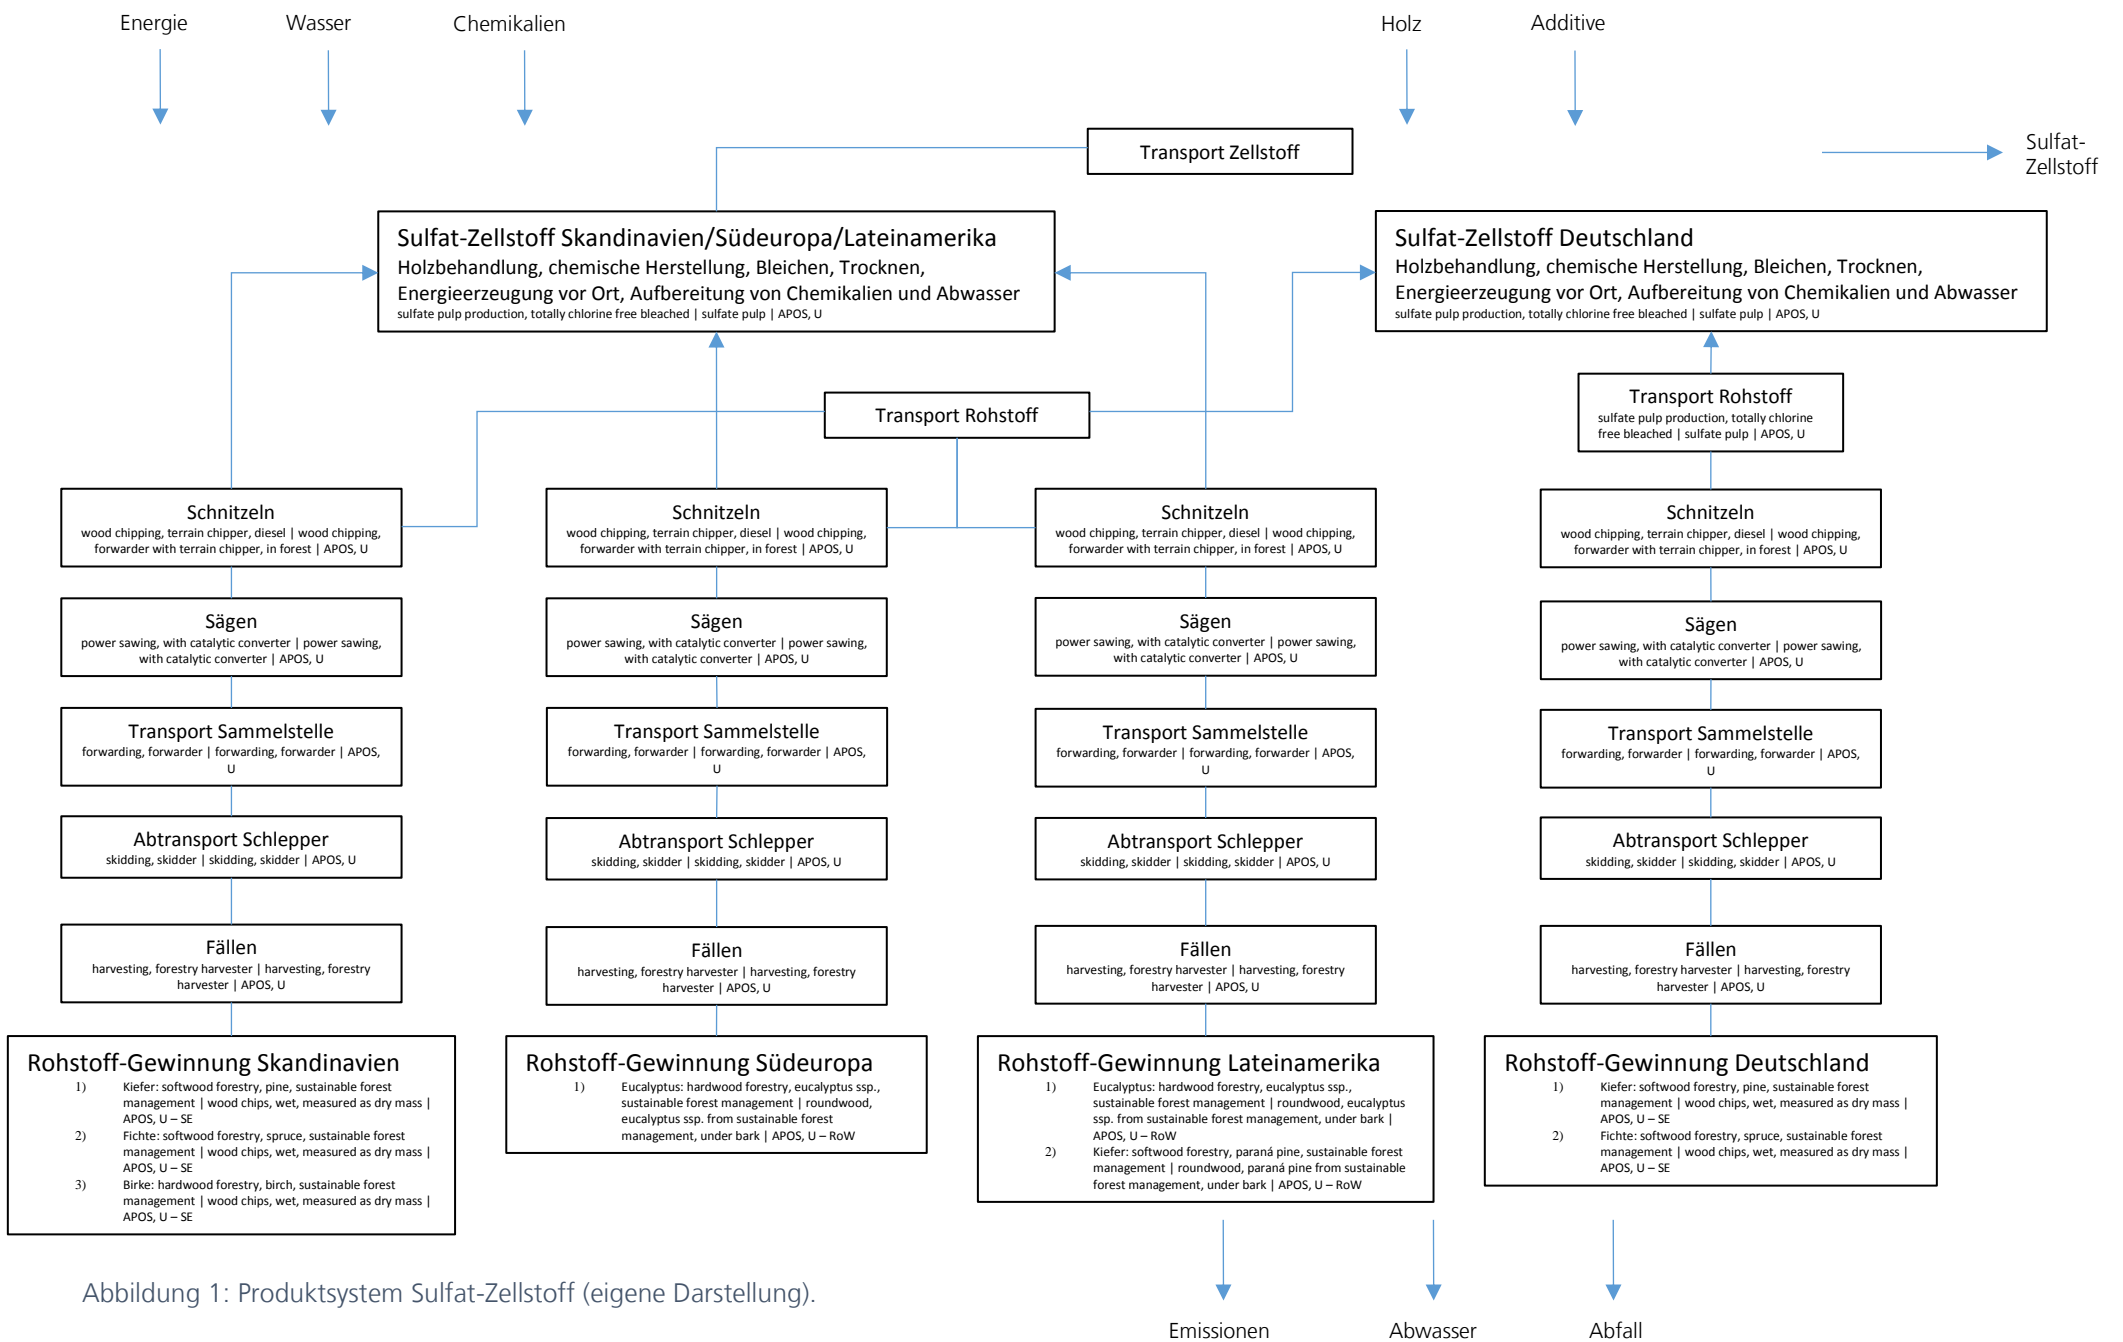 Energie
Wasser
Chemikalien
Holz
Additive
Transport Zellstoff
Sulfat-
Zellstoff
Sulfat-Zellstoff Skandinavien/Südeuropa/Lateinamerika
Holzbehandlung, chemische Herstellung, Bleichen, Trocknen,
Energieerzeugung vor Ort, Aufbereitung von Chemikalien und Abwasser
sulfate pulp production, totally chlorine free bleached | sulfate pulp | APOS, U
Sulfat-Zellstoff Deutschland
Holzbehandlung, chemische Herstellung, Bleichen, Trocknen,
Energieerzeugung vor Ort, Aufbereitung von Chemikalien und Abwasser
sulfate pulp production, totally chlorine free bleached | sulfate pulp | APOS, U
Transport Rohstoff
Transport Rohstoff
sulfate pulp production, totally chlorine
free bleached | sulfate pulp | APOS, U
Schnitzeln
wood chipping, terrain chipper, diesel | wood chipping,
forwarder with terrain chipper, in forest | APOS, U
Schnitzeln
wood chipping, terrain chipper, diesel | wood chipping,
forwarder with terrain chipper, in forest | APOS, U
Schnitzeln
wood chipping, terrain chipper, diesel | wood chipping,
forwarder with terrain chipper, in forest | APOS, U
Schnitzeln
wood chipping, terrain chipper, diesel | wood chipping,
forwarder with terrain chipper, in forest | APOS, U
Sägen
power sawing, with catalytic converter | power sawing,
with catalytic converter | APOS, U
Sägen
power sawing, with catalytic converter | power sawing,
with catalytic converter | APOS, U
Sägen
power sawing, with catalytic converter | power sawing,
with catalytic converter | APOS, U
Sägen
power sawing, with catalytic converter | power sawing,
with catalytic converter | APOS, U
Transport Sammelstelle
forwarding, forwarder | forwarding, forwarder | APOS,
U
Transport Sammelstelle
forwarding, forwarder | forwarding, forwarder | APOS,
U
Transport Sammelstelle
forwarding, forwarder | forwarding, forwarder | APOS,
U
Transport Sammelstelle
forwarding, forwarder | forwarding, forwarder | APOS,
U
Abtransport Schlepper
skidding, skidder | skidding, skidder | APOS, U
Abtransport Schlepper
skidding, skidder | skidding, skidder | APOS, U
Abtransport Schlepper
skidding, skidder | skidding, skidder | APOS, U
Abtransport Schlepper
skidding, skidder | skidding, skidder | APOS, U
Fällen
harvesting, forestry harvester | harvesting, forestry
harvester | APOS, U
Fällen
harvesting, forestry harvester | harvesting, forestry
harvester | APOS, U
Fällen
harvesting, forestry harvester | harvesting, forestry
harvester | APOS, U
Fällen
harvesting, forestry harvester | harvesting, forestry
harvester | APOS, U
Rohstoff-Gewinnung Skandinavien
1) Kiefer: softwood forestry, pine, sustainable forest
management | wood chips, wet, measured as dry mass |
APOS, U – SE
2) Fichte: softwood forestry, spruce, sustainable forest
management | wood chips, wet, measured as dry mass |
APOS, U – SE
3) Birke: hardwood forestry, birch, sustainable forest
management | wood chips, wet, measured as dry mass |
APOS, U – SE
Rohstoff-Gewinnung Südeuropa
1) Eucalyptus: hardwood forestry, eucalyptus ssp.,
sustainable forest management | roundwood,
eucalyptus ssp. from sustainable forest
management, under bark | APOS, U – RoW
Rohstoff-Gewinnung Lateinamerika
1) Eucalyptus: hardwood forestry, eucalyptus ssp.,
sustainable forest management | roundwood, eucalyptus
ssp. from sustainable forest management, under bark |
APOS, U – RoW
2) Kiefer: softwood forestry, paraná pine, sustainable forest
management | roundwood, paraná pine from sustainable
forest management, under bark | APOS, U – RoW
Rohstoff-Gewinnung Deutschland
1) Kiefer: softwood forestry, pine, sustainable forest
management | wood chips, wet, measured as dry mass |
APOS, U – SE
2) Fichte: softwood forestry, spruce, sustainable forest
management | wood chips, wet, measured as dry mass |
APOS, U – SE
Abbildung 1: Produktsystem Sulfat-Zellstoff (eigene Darstellung).
Emissionen
Abwasser
Abfall